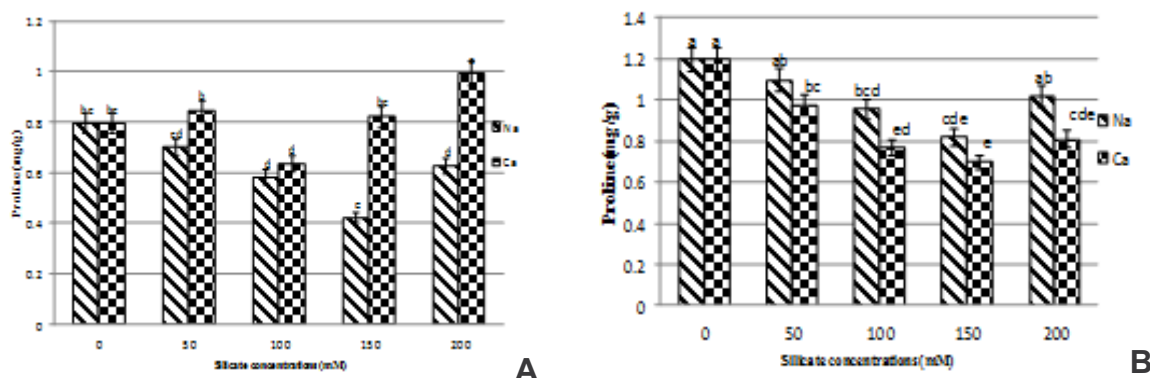 1.2
1
0.8
0.6
0.4
0.2
0
Proline(mg/g)
bc bc cd b d d c bc d
Na
Ca
0 50 100 150 200
Silicate concentrations (mM)
A
1.4
1.2
1
0.8
0.6
0.4
0.2
0
Proline(mg/g)
a a ab bc bcd ed cde e ab cde
Na
Ca
0 50 100 150 200
Silicate concentrations(mM)
B